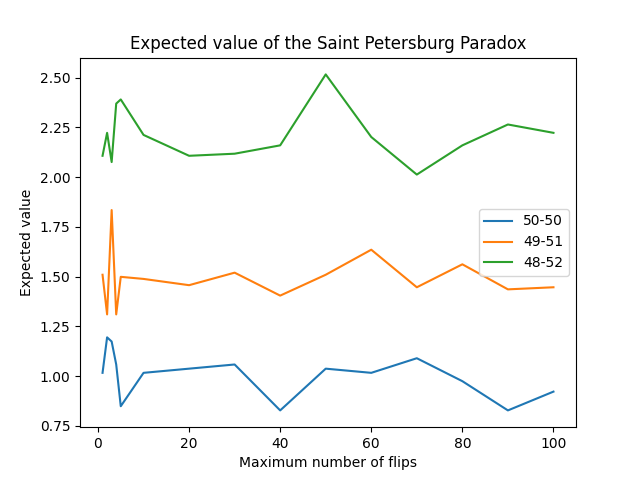 Expected value of the Saint Petersburg Paradox
2.50
2.25
2.00
1.75
1.50
1.25
1.00
0.75
Expected value
50-50
49-51
48-52
0 20 40 60 80 100
Maximum number of flips